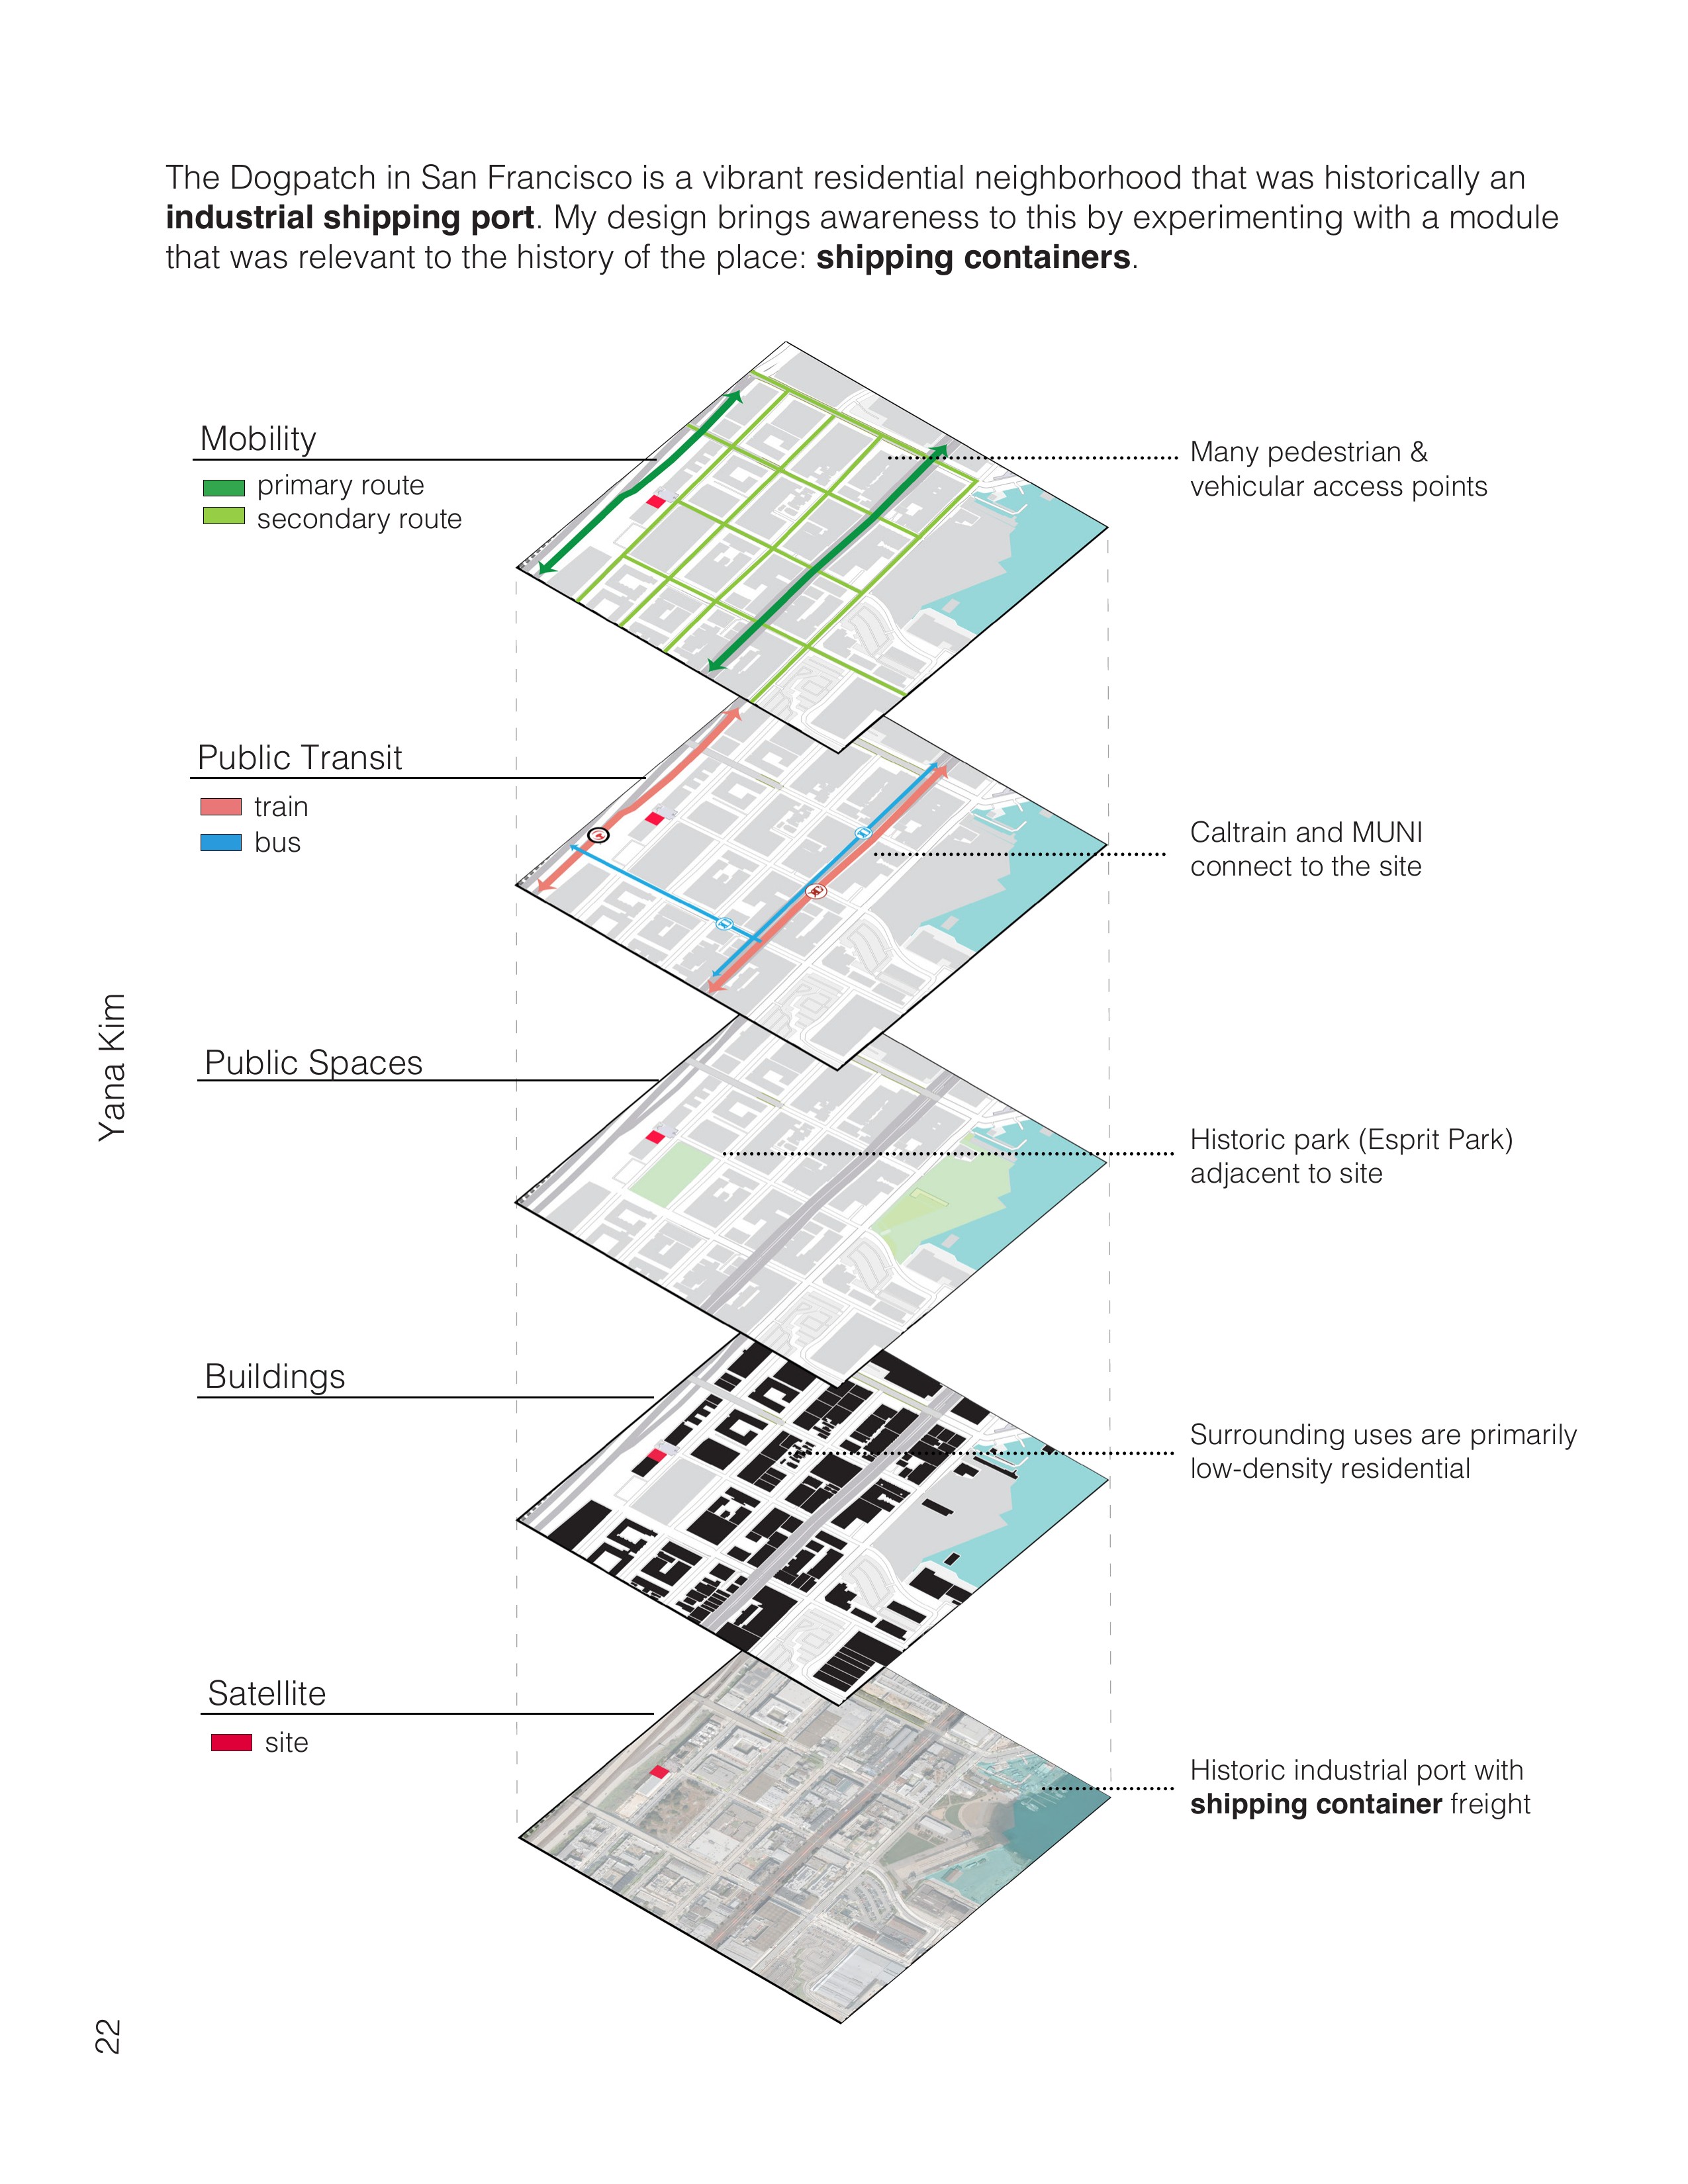 The Dogpatch in San Francisco is a vibrant residential neighborhood that was historically an
industrial shipping port. My design brings awareness to this by experimenting with a module
that was relevant to the history of the place: shipping containers.
Mobility
primary route
secondary route
Many pedestrian &
vehicular access points
Public Transit
train
bus
Caltrain and MUNI
connect to the site
Public Spaces
Historic park (Esprit Park)
adjacent to site
Buildings
Surrounding uses are primarily
low-density residential
Satellite
site
Historic industrial port with
shipping container freight
Yana Kim
22